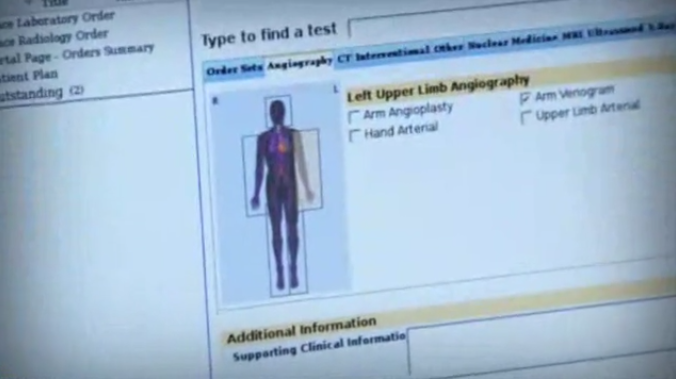 Title
Laboratory Order
Radiology Order
Page - Orders Summary
Plan
(2)
Type to find a test
Order Sets Angiography CT Interventional Other Nuclear Medicine MRI Ultrasound X-Ray
R
L
Left Upper Limb Angiography
Arm Angioplasty
Arm Venogram
Hand Arterial
Upper Limb Arterial
Additional Information
Supporting Clinical Informatio